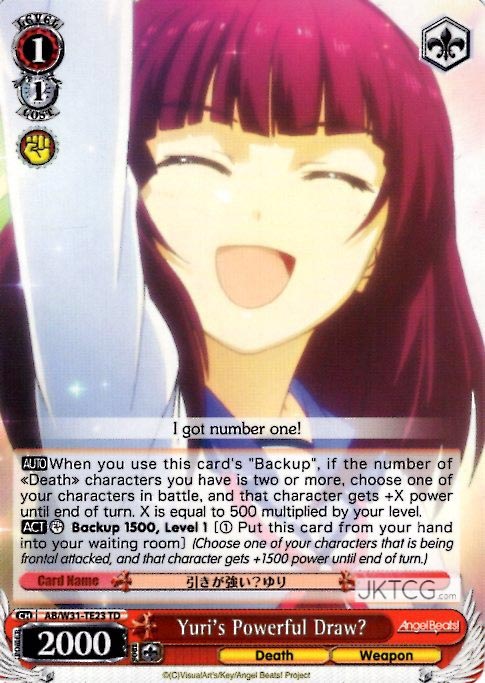 LEVEL
1
1
COST
I got number one!
AUTO When you use this card's "Backup", if the number of
«Death» characters you have is two or more, choose one
of your characters in battle, and that character gets +X power
until end of turn. X is equal to 500 multiplied by your level.
ACT Backup 1500, Level 1 [① Put this card from your hand
into your waiting room] (Choose one of your characters that is being
frontal attacked, and that character gets +1500 power until end of turn.)
Card Name 引きが強い?ゆり
JKTCG.com
CH AB/W31-TE23 TD
POWER 2000 SOUL Yuri's Powerful Draw? Angel Beats!
Death Weapon
©(C)VisualArt's/Key/Angel Beats! Project